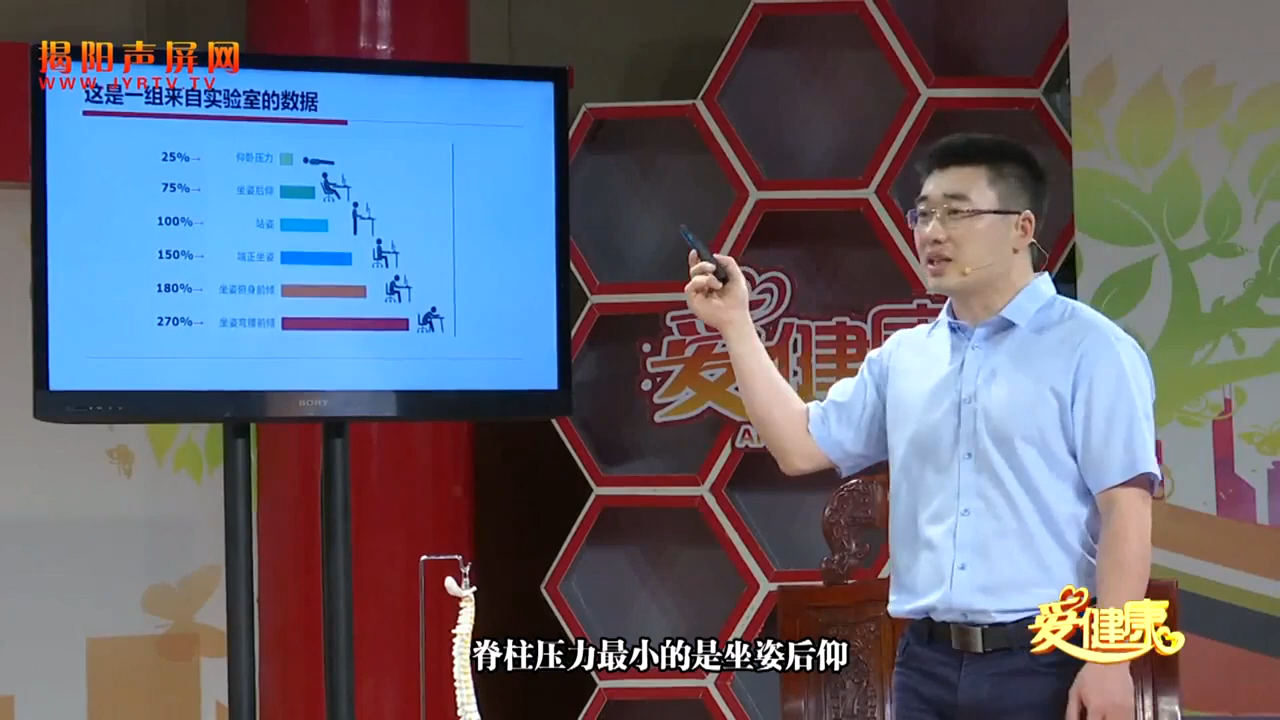 揭阳声屏网
WWW.JYRTV.TV
这是一组来自实验室的数据
25%→ 仰卧压力
75%→ 坐姿后仰
100%→ 站姿
150%→ 端正坐姿
180%→ 坐姿俯身前倾
270%→ 坐姿弯腰前倾
SONY
爱健康
脊柱压力最小的是坐姿后仰
爱健康